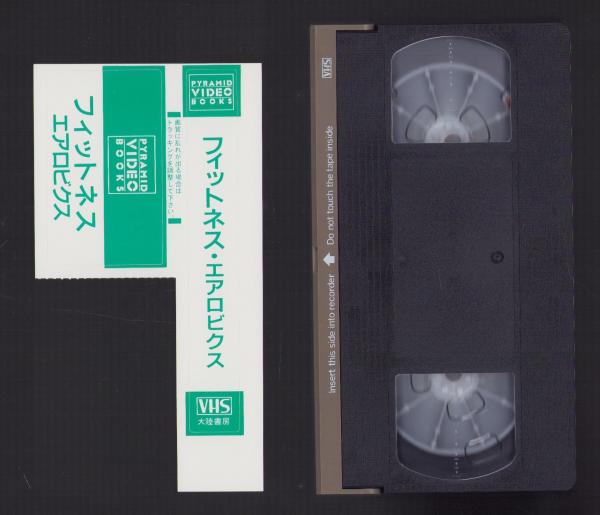 フィットネス
エアロビクス
PYRAMID
VIDEO
BOOKS
PYRAMID
VIDEO
BOOKS
画質に乱れが出る場合は
トラッキングを調整して下さい
フィットネス・エアロビクス
VHS
大陸書房
VHS
Insert this side into recorder
Do not touch the tape inside